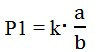 P1 = k· a/b